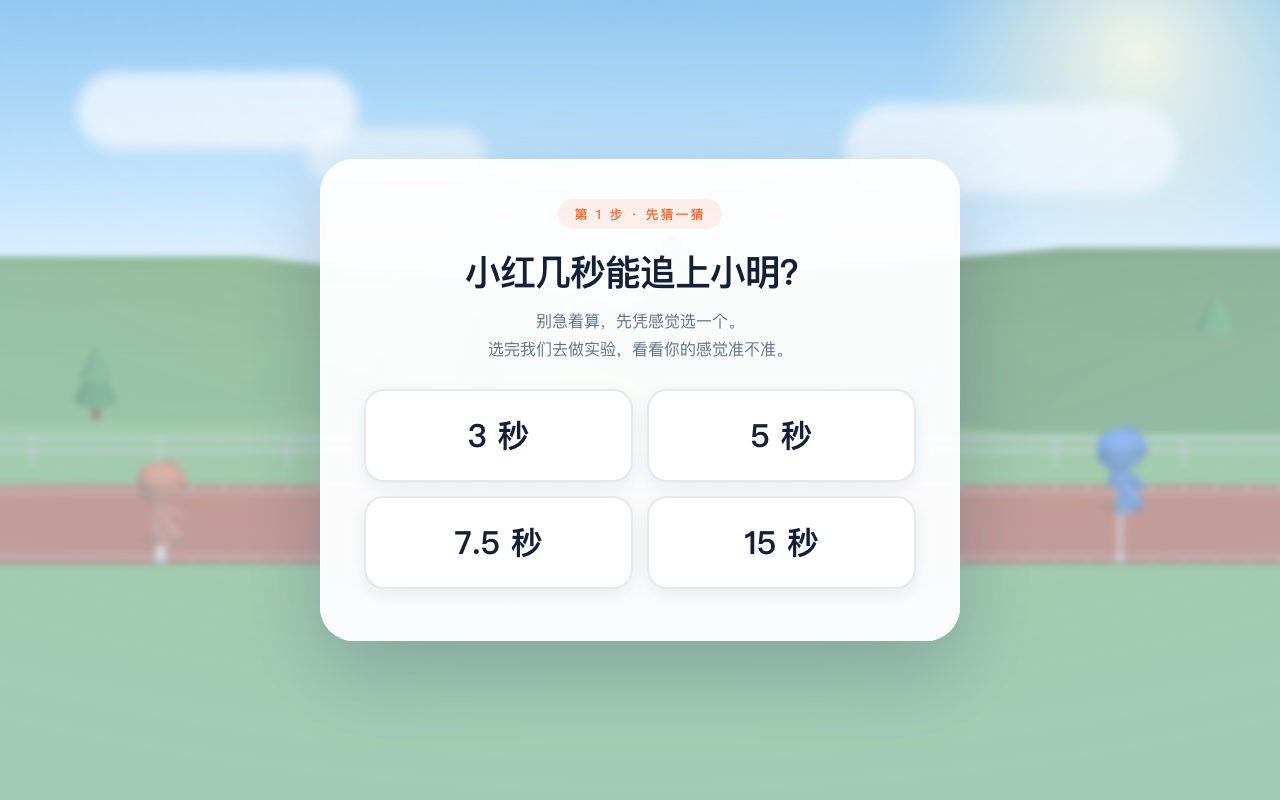 第 1 步 · 先猜一猜
小红几秒能追上小明?
别急着算，先凭感觉选一个。
选完我们去做实验，看看你的感觉准不准。
3 秒
5 秒
7.5 秒
15 秒